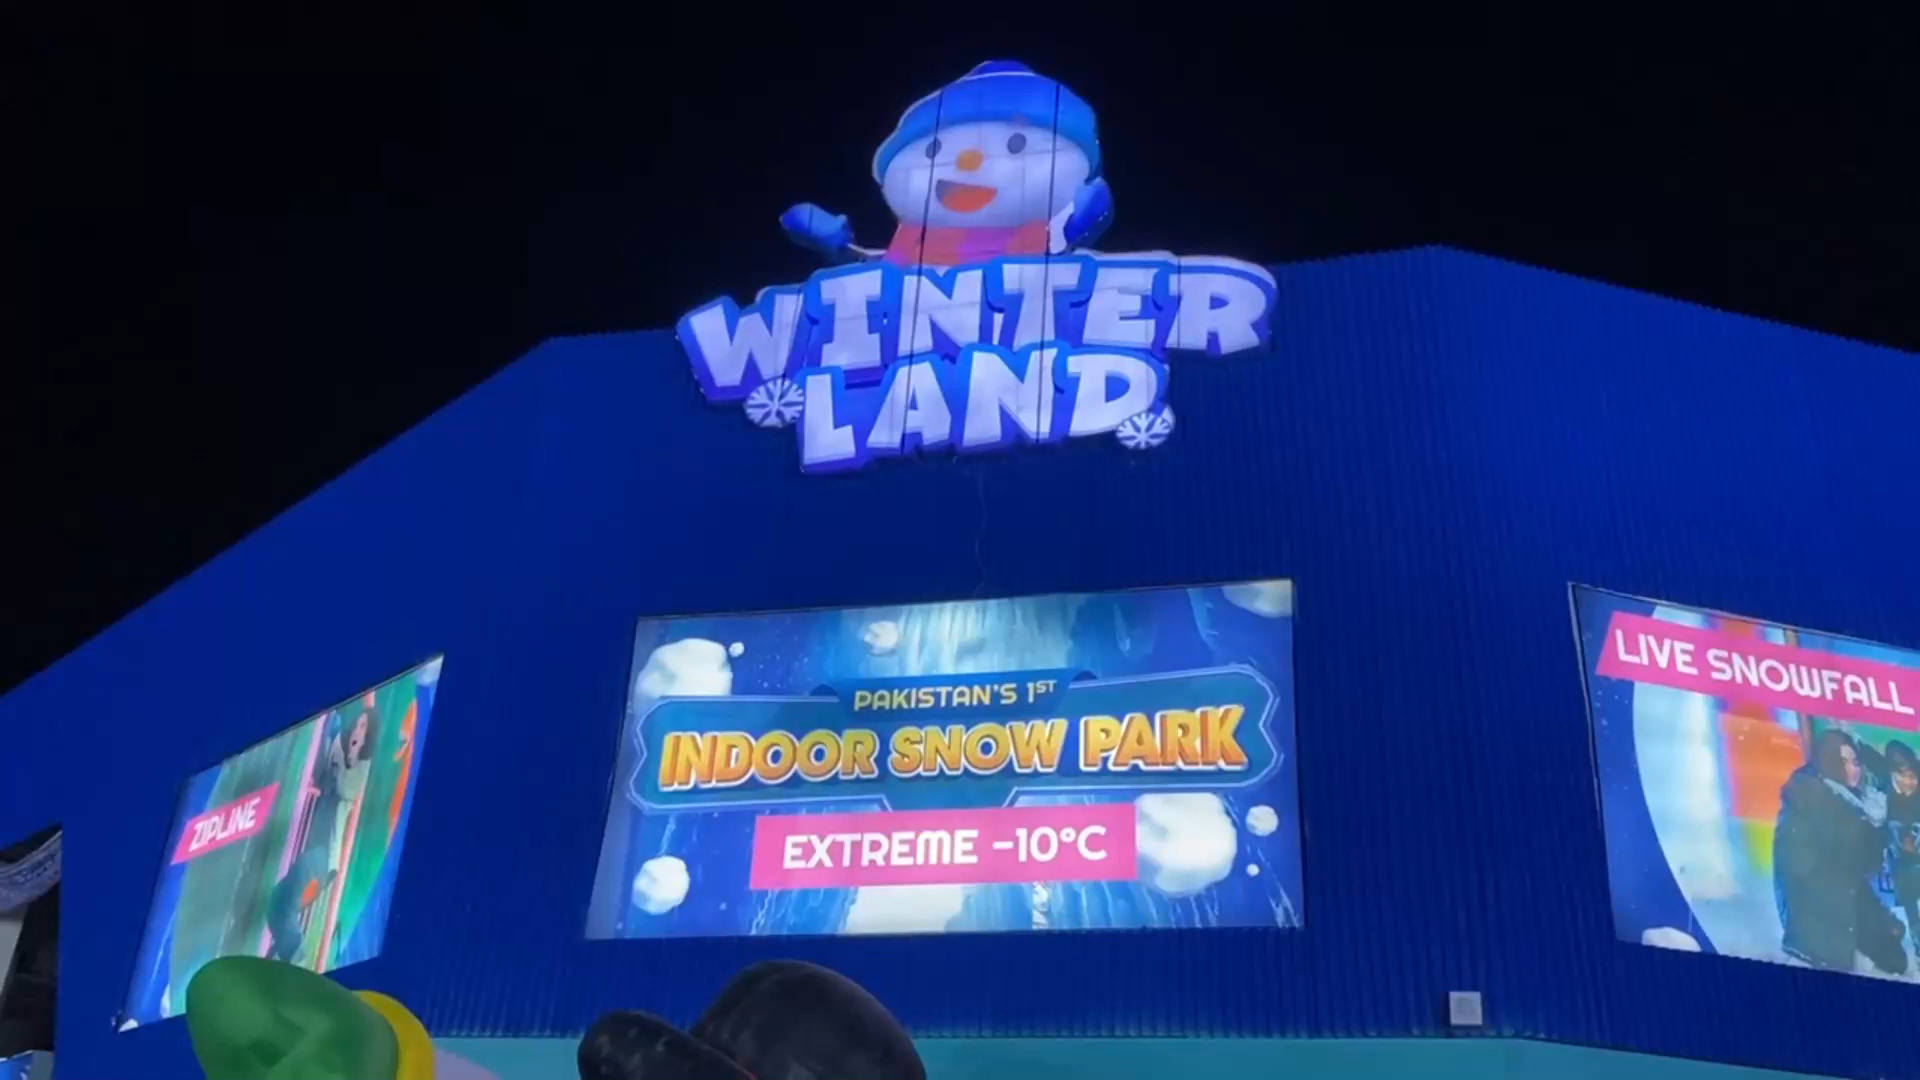 WINTER
LAND
ZIPLINE
PAKISTAN'S 1ST
INDOOR SNOW PARK
EXTREME -10°C
LIVE SNOWFALL